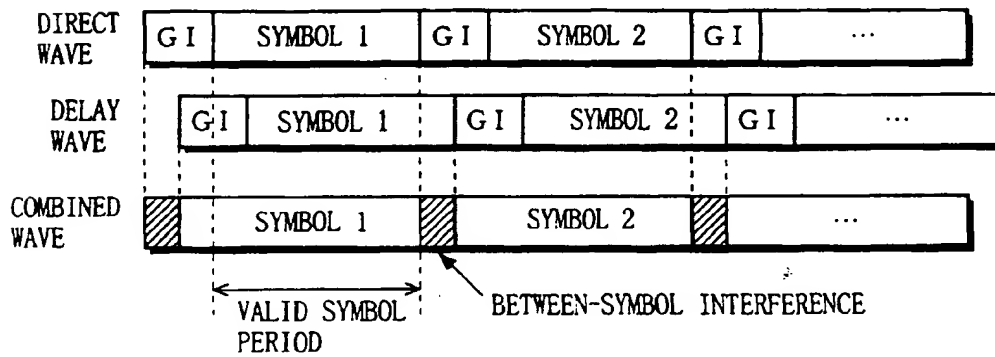 DIRECT WAVE
GI SYMBOL 1 GI SYMBOL 2 GI ...
DELAY WAVE
GI SYMBOL 1 GI SYMBOL 2 GI ...
COMBINED WAVE
SYMBOL 1 SYMBOL 2 ...
VALID SYMBOL PERIOD
BETWEEN-SYMBOL INTERFERENCE